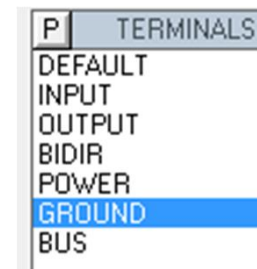 P TERMINALS
DEFAULT
INPUT
OUTPUT
BIDIR
POWER
GROUND
BUS